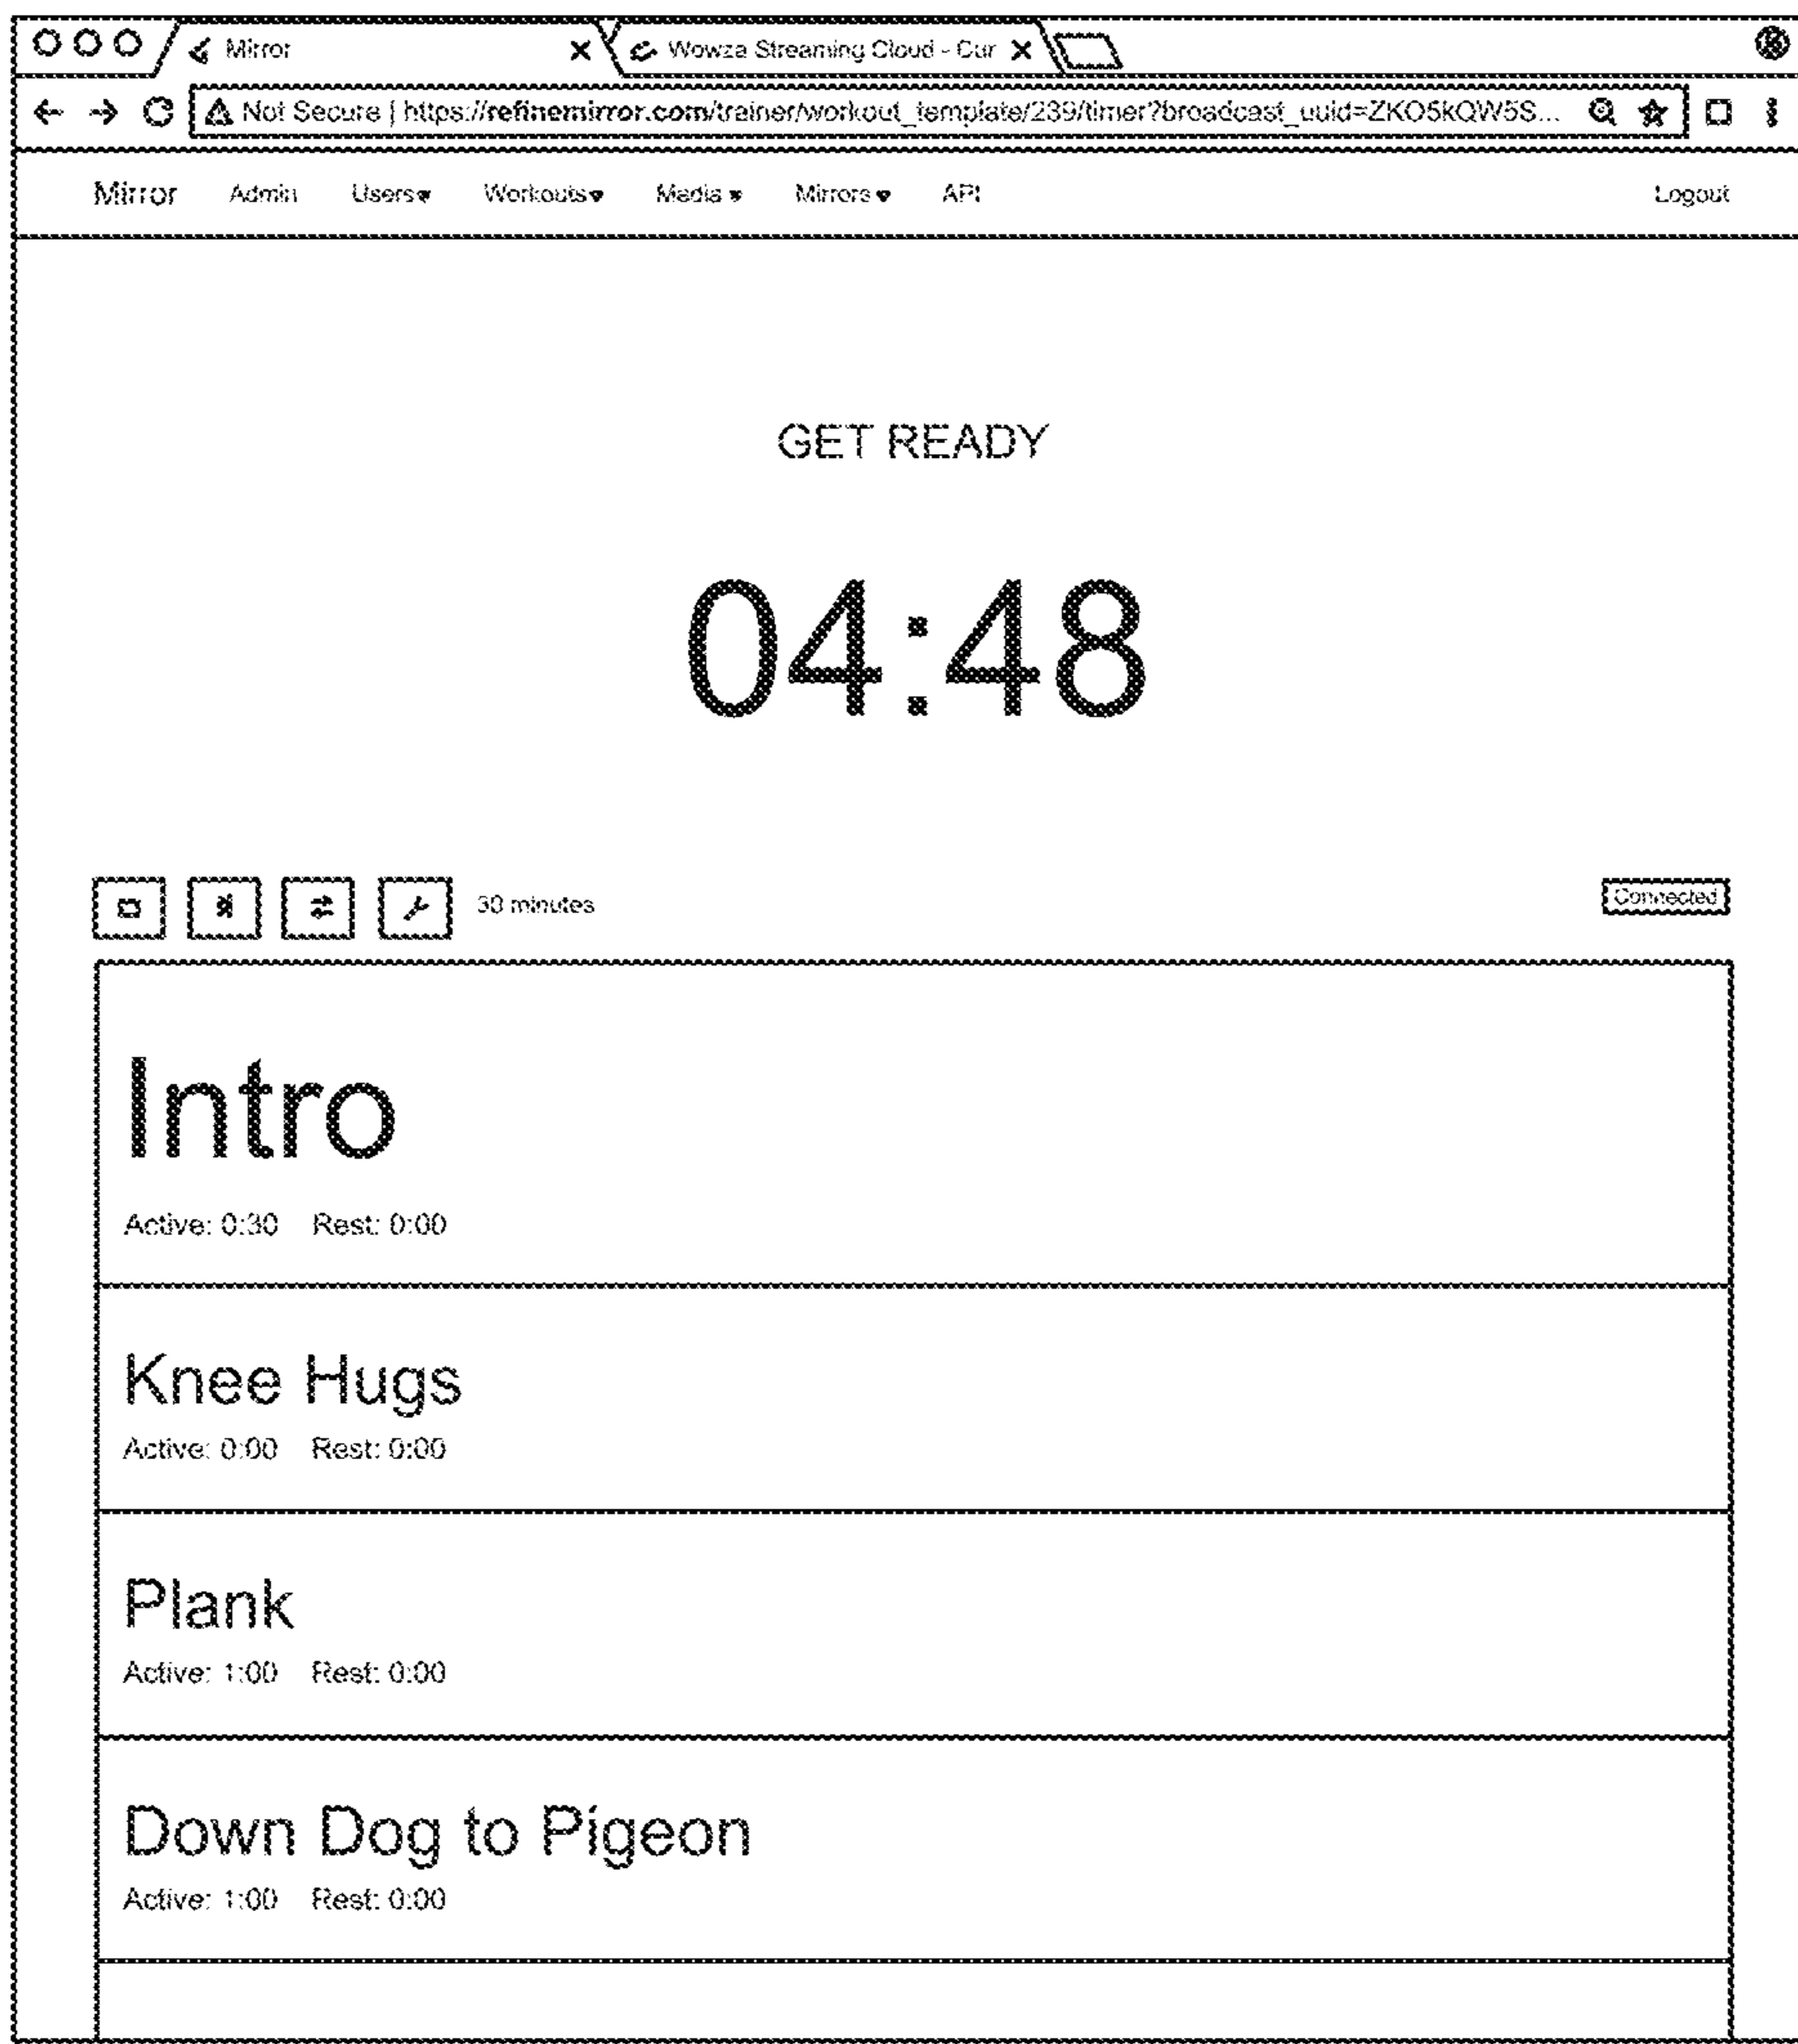 Mirror
Wowza Streaming Cloud - Cur
Not Secure | https://refinemirror.com/trainer/workout_template/239/timer?broadcast_uuid=ZKO5kQW5S...
Mirror Admin Users Workouts Media Mirrors API Logout
GET READY
04:48
30 minutes
Connected
Intro
Active: 0:30 Rest: 0:00
Knee Hugs
Active: 0:00 Rest: 0:00
Plank
Active: 1:00 Rest: 0:00
Down Dog to Pigeon
Active: 1:00 Rest: 0:00